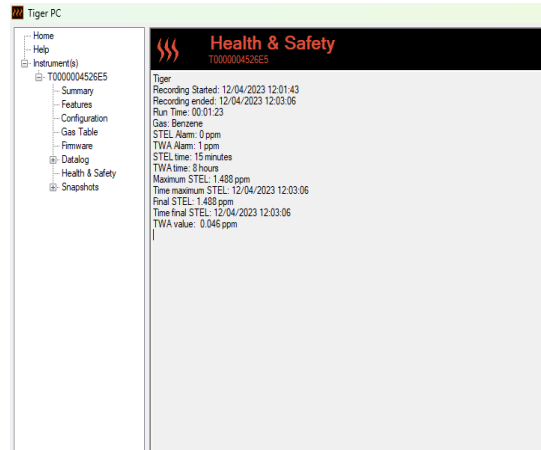 Tiger PC
Home
Help
Instrument(s)
T0000004526E5
Summary
Features
Configuration
Gas Table
Firmware
Datalog
Health & Safety
Snapshots
Health & Safety
T0000004526E5
Tiger
Recording Started: 12/04/2023 12:01:43
Recording ended: 12/04/2023 12:03:06
Run Time: 00:01:23
Gas: Benzene
STEL Alarm: 0 ppm
TWA Alarm: 1 ppm
STEL time: 15 minutes
TWA time: 8 hours
Maximum STEL: 1.488 ppm
Time maximum STEL: 12/04/2023 12:03:06
Final STEL: 1.488 ppm
Time final STEL: 12/04/2023 12:03:06
TWA value: 0.046 ppm